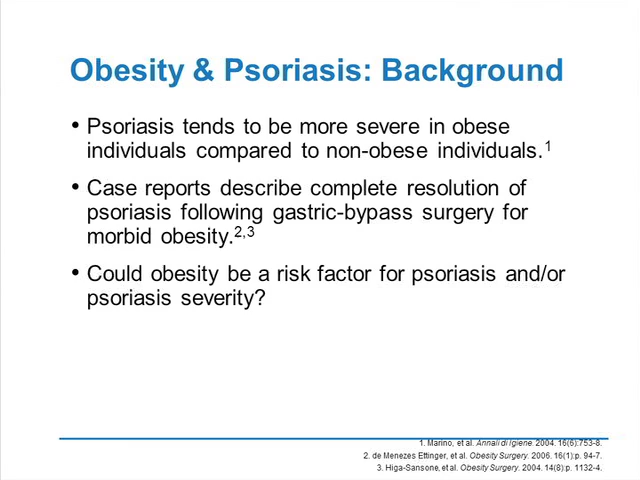 Obesity & Psoriasis: Background
• Psoriasis tends to be more severe in obese
individuals compared to non-obese individuals.1
• Case reports describe complete resolution of
psoriasis following gastric-bypass surgery for
morbid obesity.2,3
• Could obesity be a risk factor for psoriasis and/or
psoriasis severity?
1. Marino, et al. Annali di Igiene. 2004. 16(6):753-8.
2. de Menezes Ettinger, et al. Obesity Surgery. 2006. 16(1):p. 94-7.
3. Higa-Sansone, et al. Obesity Surgery. 2004. 14(8):p. 1132-4.